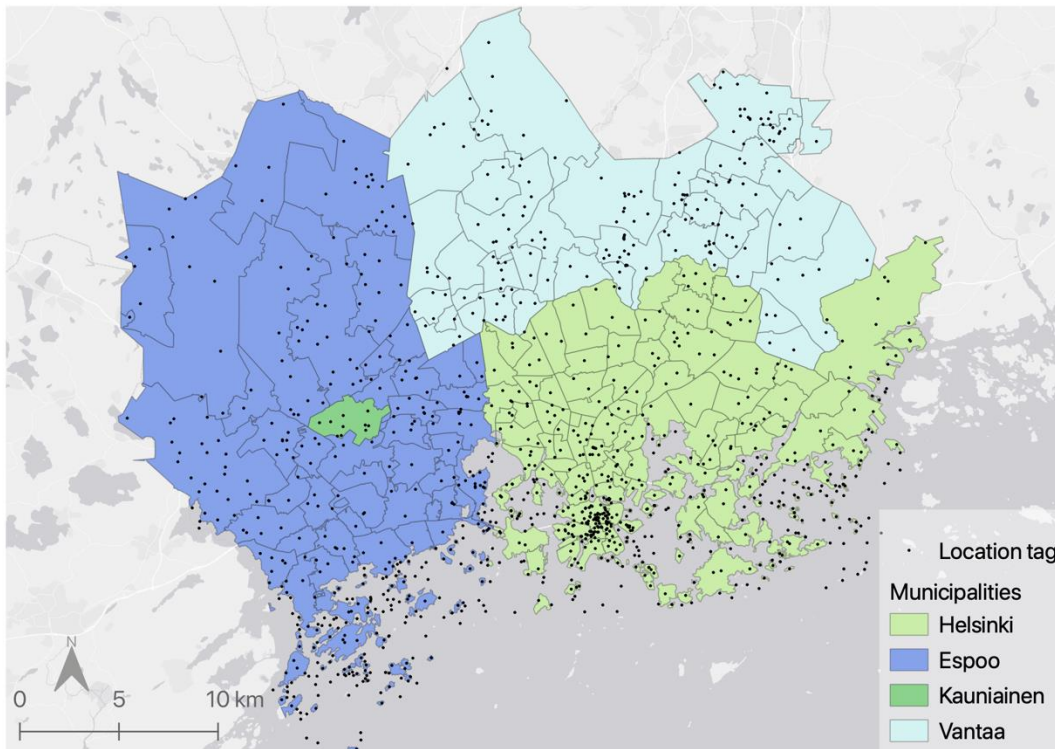 Location tag
Municipalities
Helsinki
Espoo
Kauniainen
Vantaa
N
0 5 10 km